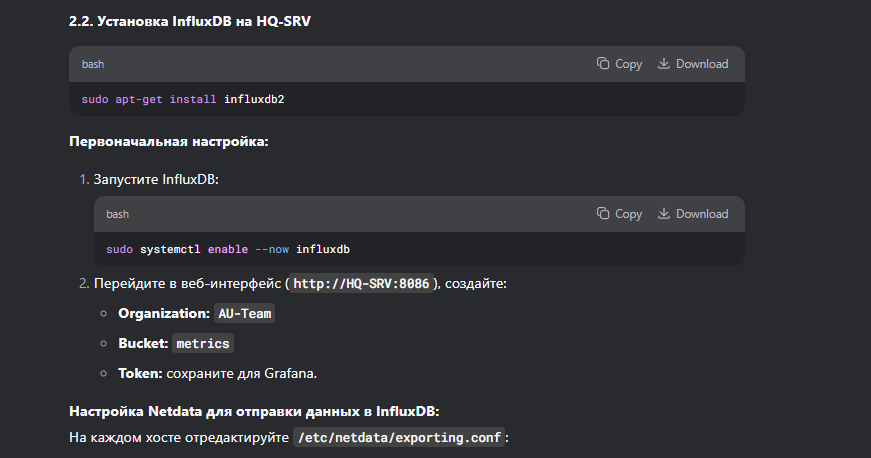 2.2. Установка InfluxDB на HQ-SRV
bash
Copy
Download
sudo apt-get install influxdb2
Первоначальная настройка:
1. Запустите InfluxDB:
bash
Copy
Download
sudo systemctl enable --now influxdb
2. Перейдите в веб-интерфейс (http://HQ-SRV:8086), создайте:
Organization: AU-Team
Bucket: metrics
Token: сохраните для Grafana.
Настройка Netdata для отправки данных в InfluxDB:
На каждом хосте отредактируйте /etc/netdata/exporting.conf: